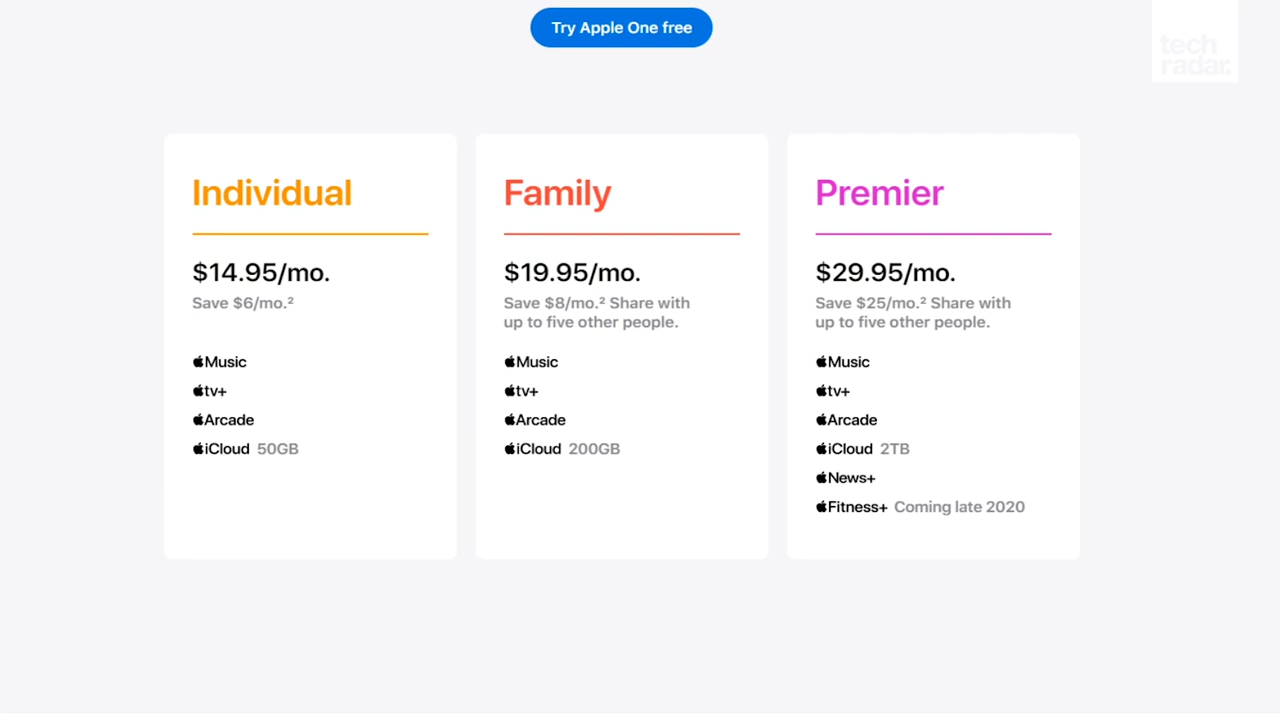 Try Apple One free
tech
radar.
Individual
$14.95/mo.
Save $6/mo.²
Music
tv+
Arcade
iCloud 50GB
Family
$19.95/mo.
Save $8/mo.² Share with
up to five other people.
Music
tv+
Arcade
iCloud 200GB
Premier
$29.95/mo.
Save $25/mo.² Share with
up to five other people.
Music
tv+
Arcade
iCloud 2TB
News+
Fitness+ Coming late 2020